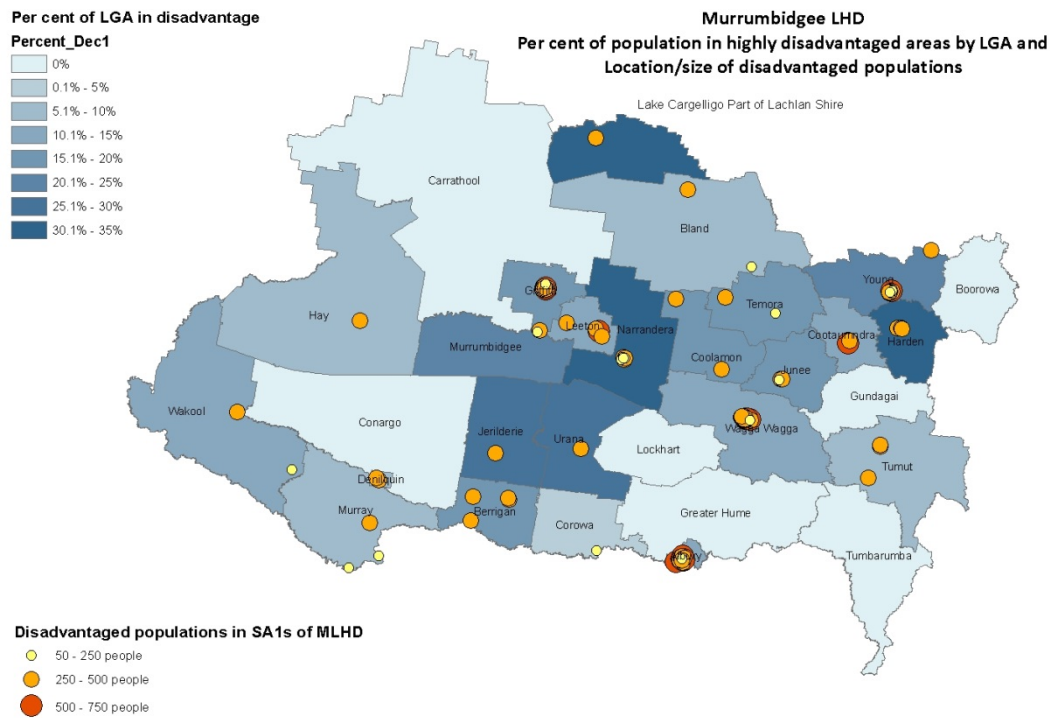 Per cent of LGA in disadvantage
Percent_Dec1
0%
0.1% - 5%
5.1% - 10%
10.1% - 15%
15.1% - 20%
20.1% - 25%
25.1% - 30%
30.1% - 35%
Murrumbidgee LHD
Per cent of population in highly disadvantaged areas by LGA and
Location/size of disadvantaged populations
Lake Cargelligo Part of Lachlan Shire
Carrathool
Bland
Young
Boorowa
Hay
Griffith
Temora
Leeton
Narrandera
Cootamundra
Harden
Murrumbidgee
Coolamon
Junee
Gundagai
Wakool
Conargo
Jerilderie
Urana
Wagga Wagga
Lockhart
Tumut
Deniliquin
Murray
Berrigan
Corowa
Greater Hume
Albury
Tumbarumba
Disadvantaged populations in SA1s of MLHD
50 - 250 people
250 - 500 people
500 - 750 people